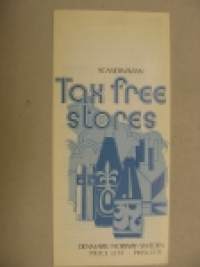 SCANDINAVIAN
Tax free
stores
DENMARK NORWAY SWEDEN